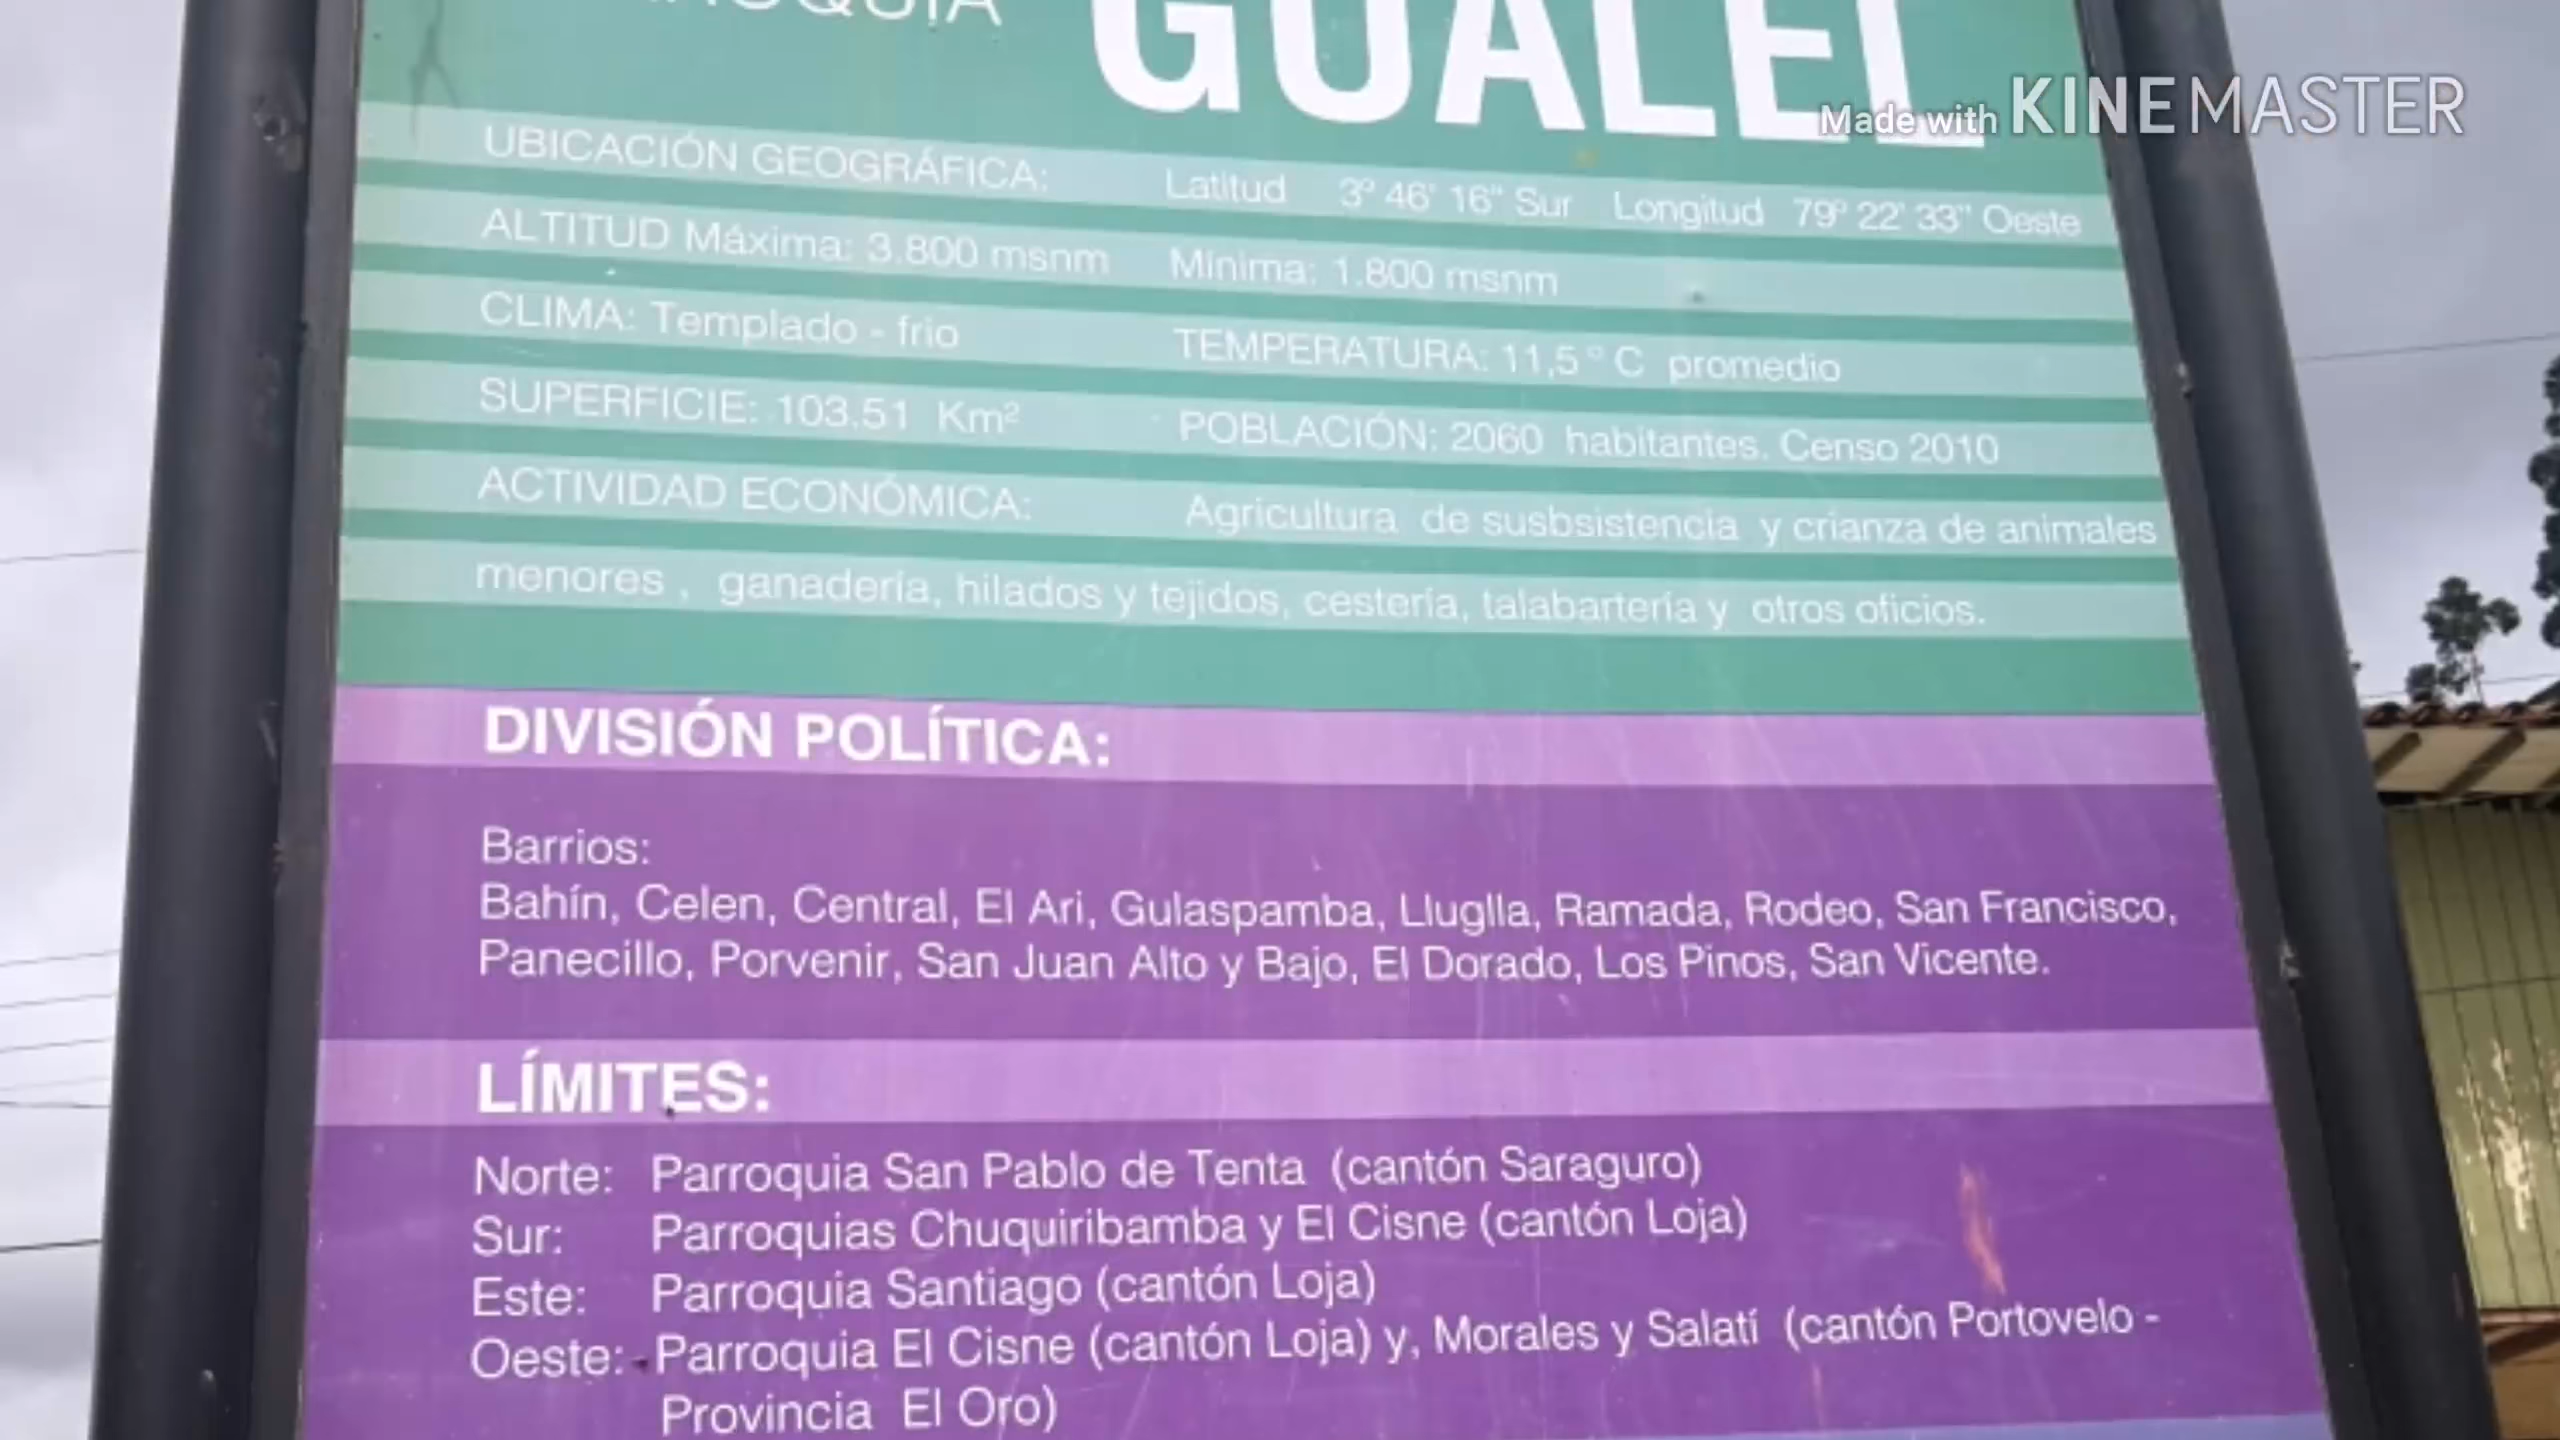 GUALEL
Made with KINEMASTER
UBICACIÓN GEOGRÁFICA: Latitud 3º 46' 16" Sur Longitud 79º 22' 33" Oeste
ALTITUD Máxima: 3.800 msnm Mínima: 1.800 msnm
CLIMA: Templado - frio TEMPERATURA: 11,5 º C promedio
SUPERFICIE: 103.51 Km² POBLACIÓN: 2060 habitantes. Censo 2010
ACTIVIDAD ECONÓMICA: Agricultura de susbsistencia y crianza de animales
menores , ganadería, hilados y tejidos, cestería, talabartería y otros oficios.
DIVISIÓN POLÍTICA:
Barrios:
Bahín, Celen, Central, El Ari, Gulaspamba, Lluglla, Ramada, Rodeo, San Francisco,
Panecillo, Porvenir, San Juan Alto y Bajo, El Dorado, Los Pinos, San Vicente.
LÍMITES:
Norte: Parroquia San Pablo de Tenta (cantón Saraguro)
Sur: Parroquias Chuquiribamba y El Cisne (cantón Loja)
Este: Parroquia Santiago (cantón Loja)
Oeste: Parroquia El Cisne (cantón Loja) y, Morales y Salatí (cantón Portovelo -
Provincia El Oro)